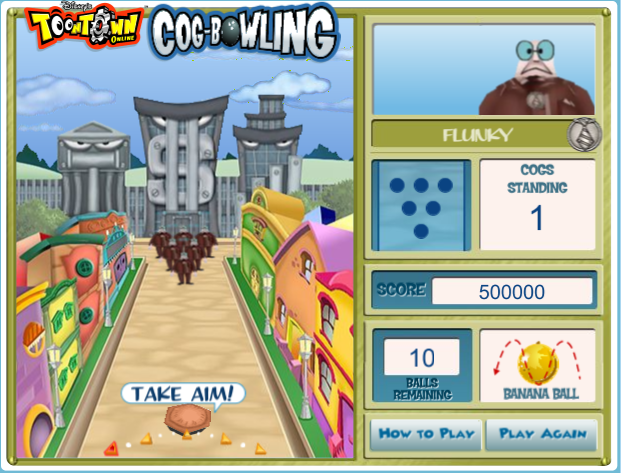 Disney's
TOONTOWN
ONLINE
COG-BOWLING
FLUNKY
COGS
STANDING
1
SCORE
500000
10
BALLS
REMAINING
BANANA BALL
TAKE AIM!
How to Play
Play Again